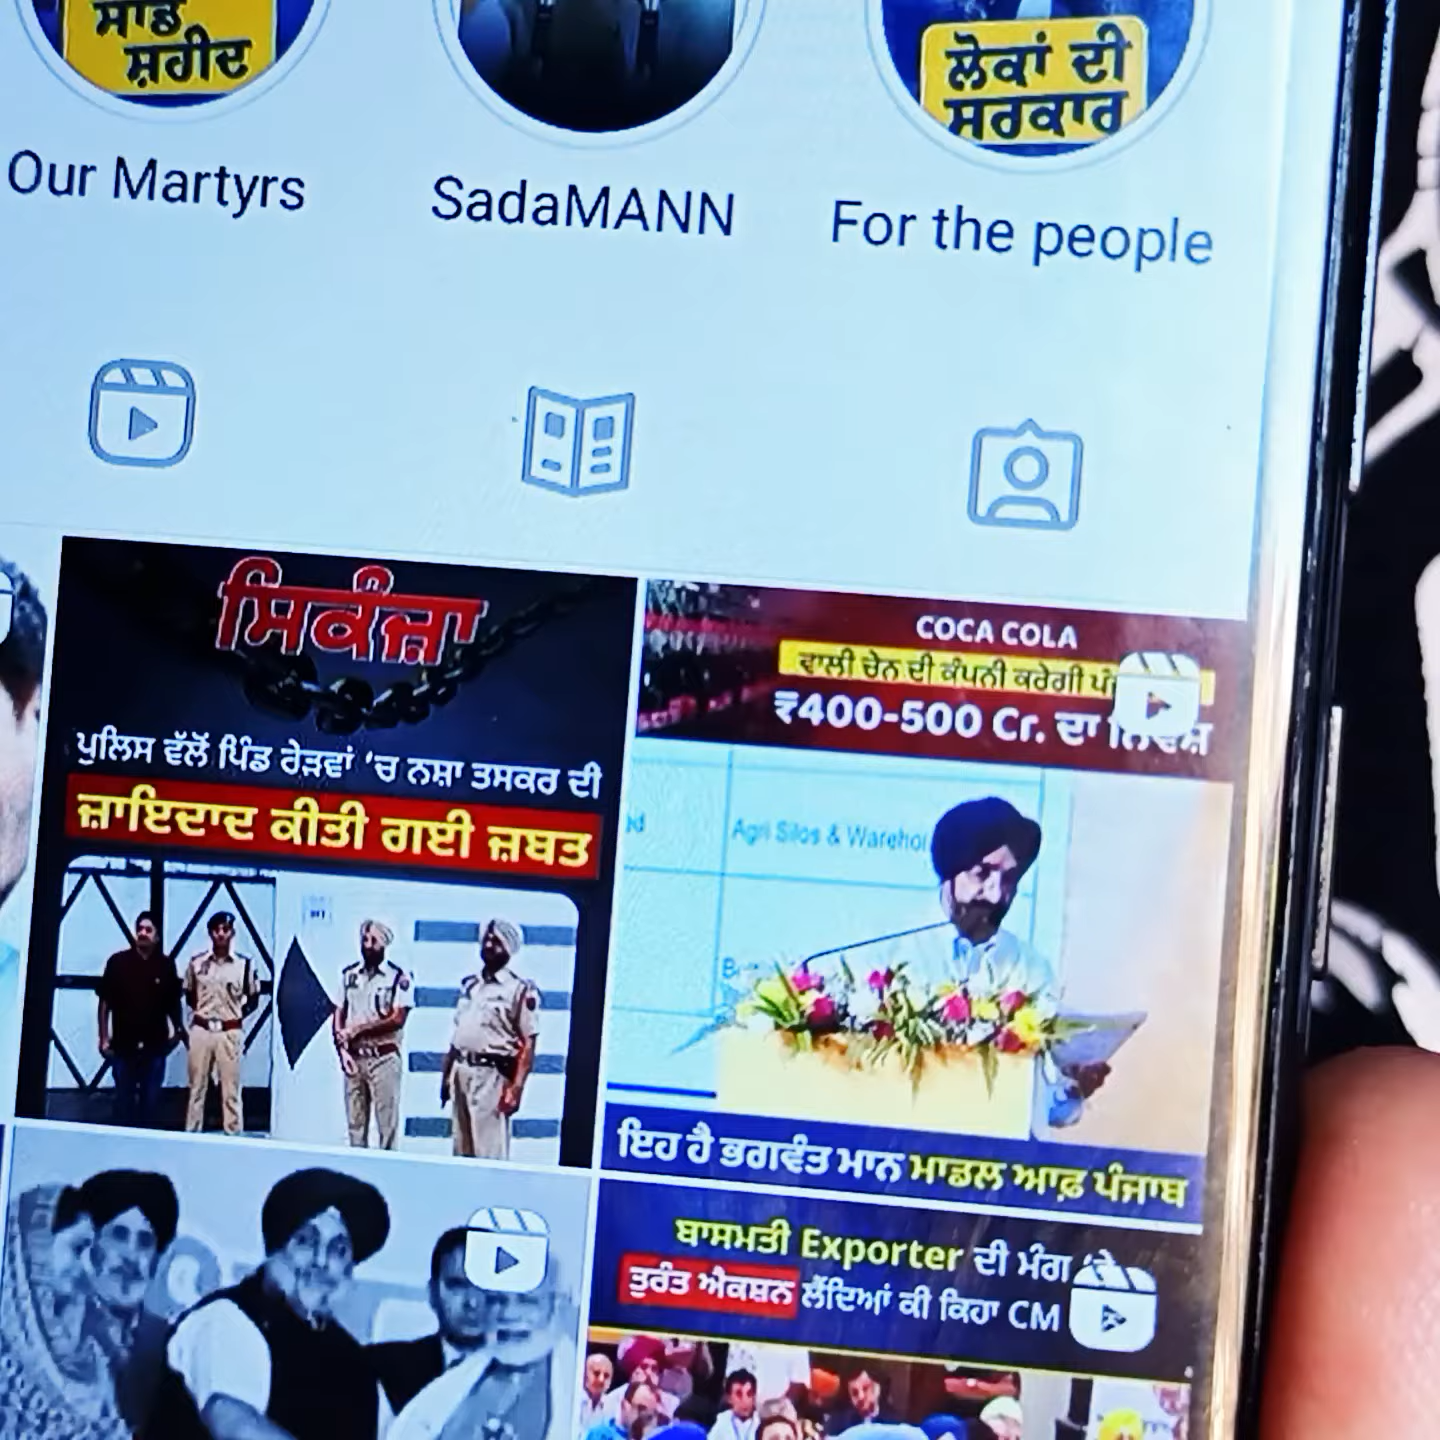 ਸਾਡੇ
ਸ਼ਹੀਦ
ਲੋਕਾਂ ਦੀ
ਸਰਕਾਰ
Our Martyrs
SadaMANN
For the people
ਸਿਕੰਜ਼ਾ
ਪੁਲਿਸ ਵੱਲੋਂ ਪਿੰਡ ਰੇੜਵਾਂ ‘ਚ ਨਸ਼ਾ ਤਸਕਰ ਦੀ
ਜ਼ਾਇਦਾਦ ਕੀਤੀ ਗਈ ਜ਼ਬਤ
COCA COLA
ਵਾਲੀ ਚੇਨ ਦੀ ਕੰਪਨੀ ਕਰੇਗੀ
₹400-500 Cr. ਦਾ
Agri Silos &
ਇਹ ਹੈ ਭਗਵੰਤ ਮਾਨ ਮਾਡਲ ਆਫ਼ ਪੰਜਾਬ
ਬਾਸਮਤੀ Exporter ਦੀ ਮੰਗ
ਤੁਰੰਤ ਐਕਸ਼ਨ ਲੈਂਦਿਆਂ ਕੀ ਕਿਹਾ CM